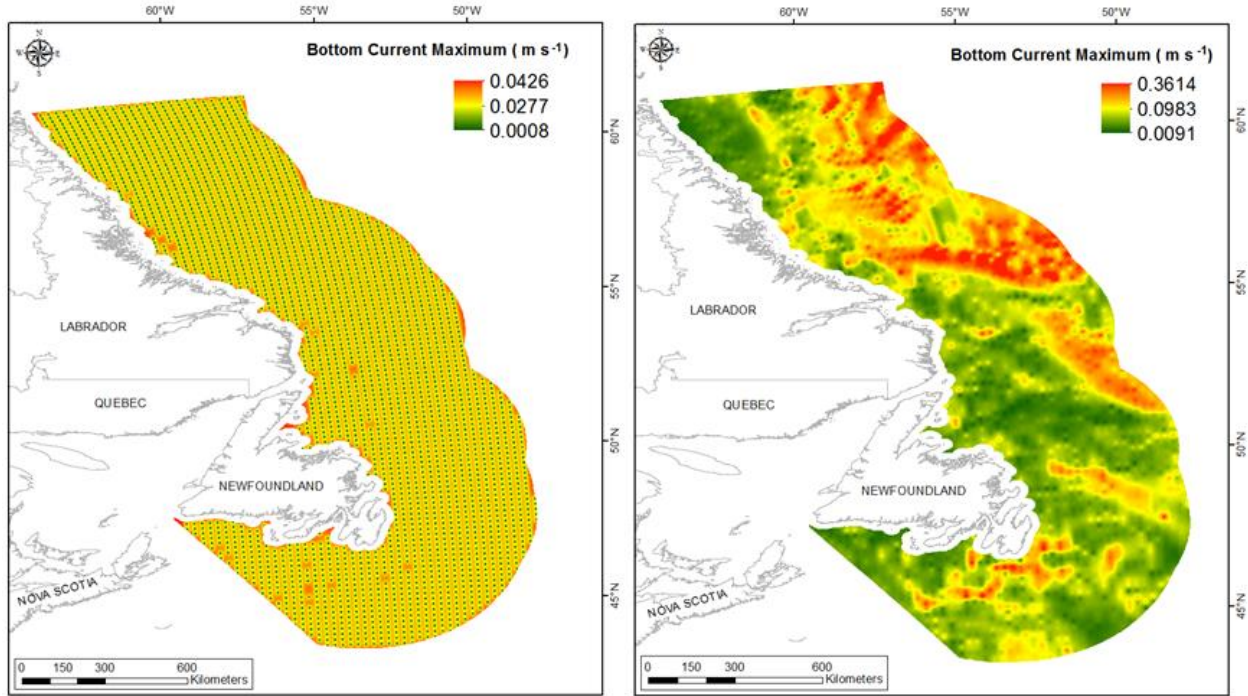 60°W 55°W 50°W
Bottom Current Maximum ( m s⁻¹)
0.0426
0.0277
0.0008
60°N
55°N
50°N
45°N
LABRADOR
QUEBEC
NEWFOUNDLAND
NOVA SCOTIA
0 150 300 600
Kilometers
60°W 55°W 50°W
Bottom Current Maximum ( m s⁻¹)
0.3614
0.0983
0.0091
60°N
55°N
50°N
45°N
LABRADOR
QUEBEC
NEWFOUNDLAND
NOVA SCOTIA
0 150 300 600
Kilometers